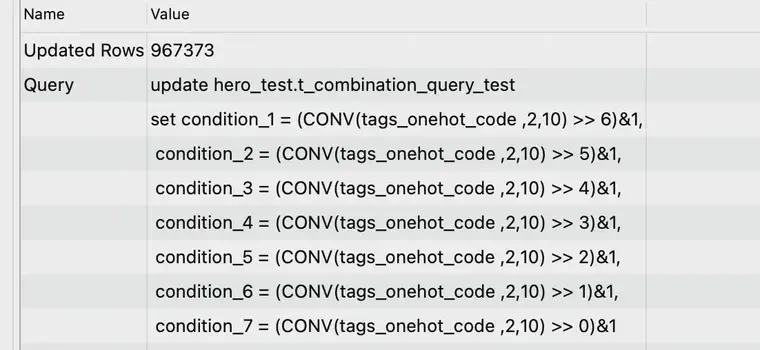 Name Value
Updated Rows 967373
Query update hero_test.t_combination_query_test
set condition_1 = (CONV(tags_onehot_code ,2,10) >> 6)&1,
condition_2 = (CONV(tags_onehot_code ,2,10) >> 5)&1,
condition_3 = (CONV(tags_onehot_code ,2,10) >> 4)&1,
condition_4 = (CONV(tags_onehot_code ,2,10) >> 3)&1,
condition_5 = (CONV(tags_onehot_code ,2,10) >> 2)&1,
condition_6 = (CONV(tags_onehot_code ,2,10) >> 1)&1,
condition_7 = (CONV(tags_onehot_code ,2,10) >> 0)&1